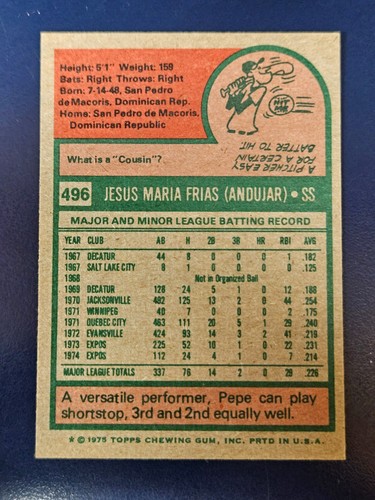 Height: 5'1" Weight: 159
Bats: Right Throws: Right
Born: 7-14-48, San Pedro
de Macoris, Dominican Rep.
Home: San Pedro de Macoris,
Dominican Republic
HIT ME
What is a "Cousin"?
A PITCHER EASY
FOR A CERTAIN
BATTER TO HIT.
496 JESUS MARIA FRIAS (ANDUJAR) • SS
MAJOR AND MINOR LEAGUE BATTING RECORD
YEAR CLUB AB H 2B 3B HR RBI AVG
1967 DECATUR 44 8 0 0 0 1 .182
1967 SALT LAKE CITY 8 1 0 0 0 0 .125
1968 Not in Organized Ball
1969 DECATUR 128 24 5 1 0 12 .188
1970 JACKSONVILLE 492 125 13 2 0 44 .254
1971 WINNIPEG 40 7 0 0 0 2 .175
1971 QUEBEC CITY 463 111 20 5 1 29 .240
1972 EVANSVILLE 424 93 14 3 2 41 .219
1973 EXPOS 225 52 10 1 0 22 .231
1974 EXPOS 112 24 4 1 0 7 .214
MAJOR LEAGUE TOTALS 337 76 14 2 0 29 .226
A versatile performer, Pepe can play
shortstop, 3rd and 2nd equally well.
* © 1975 TOPPS CHEWING GUM, INC. PRTD IN U.S.A.